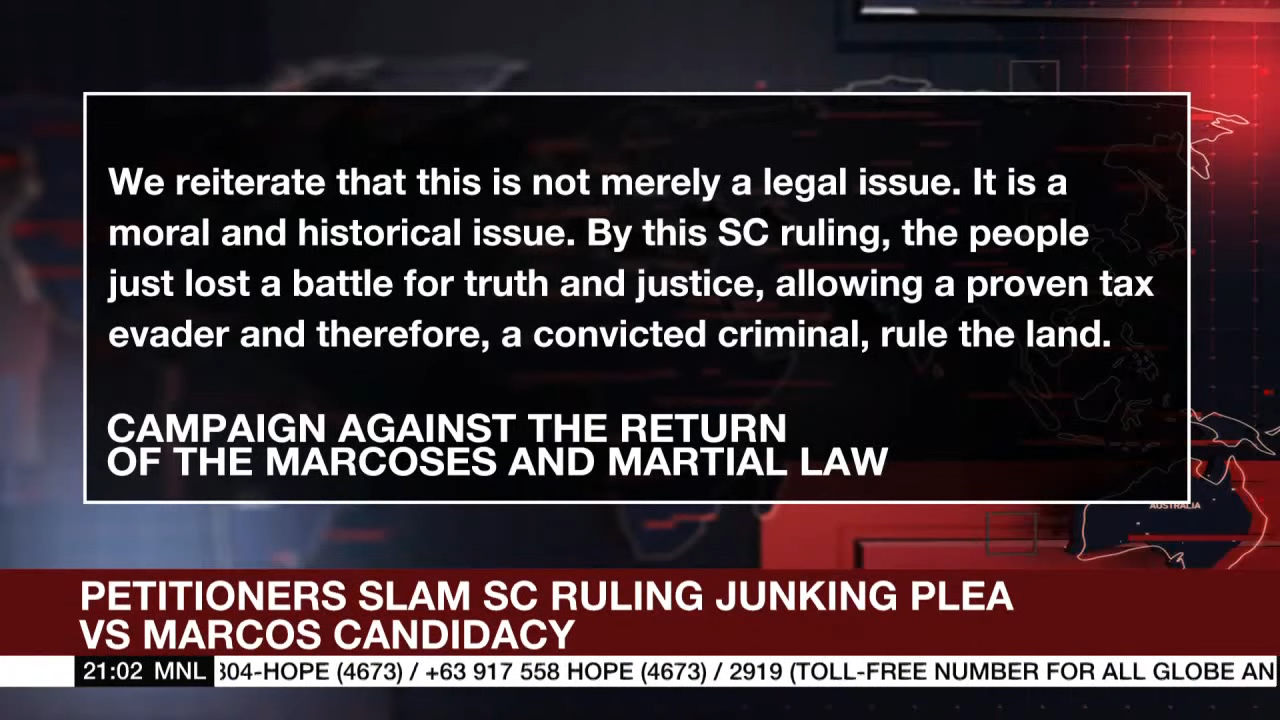 We reiterate that this is not merely a legal issue. It is a
moral and historical issue. By this SC ruling, the people
just lost a battle for truth and justice, allowing a proven tax
evader and therefore, a convicted criminal, rule the land.
CAMPAIGN AGAINST THE RETURN
OF THE MARCOSES AND MARTIAL LAW
AUSTRALIA
PETITIONERS SLAM SC RULING JUNKING PLEA
VS MARCOS CANDIDACY
21:02 MNL 804-HOPE (4673) / +63 917 558 HOPE (4673) / 2919 (TOLL-FREE NUMBER FOR ALL GLOBE AN